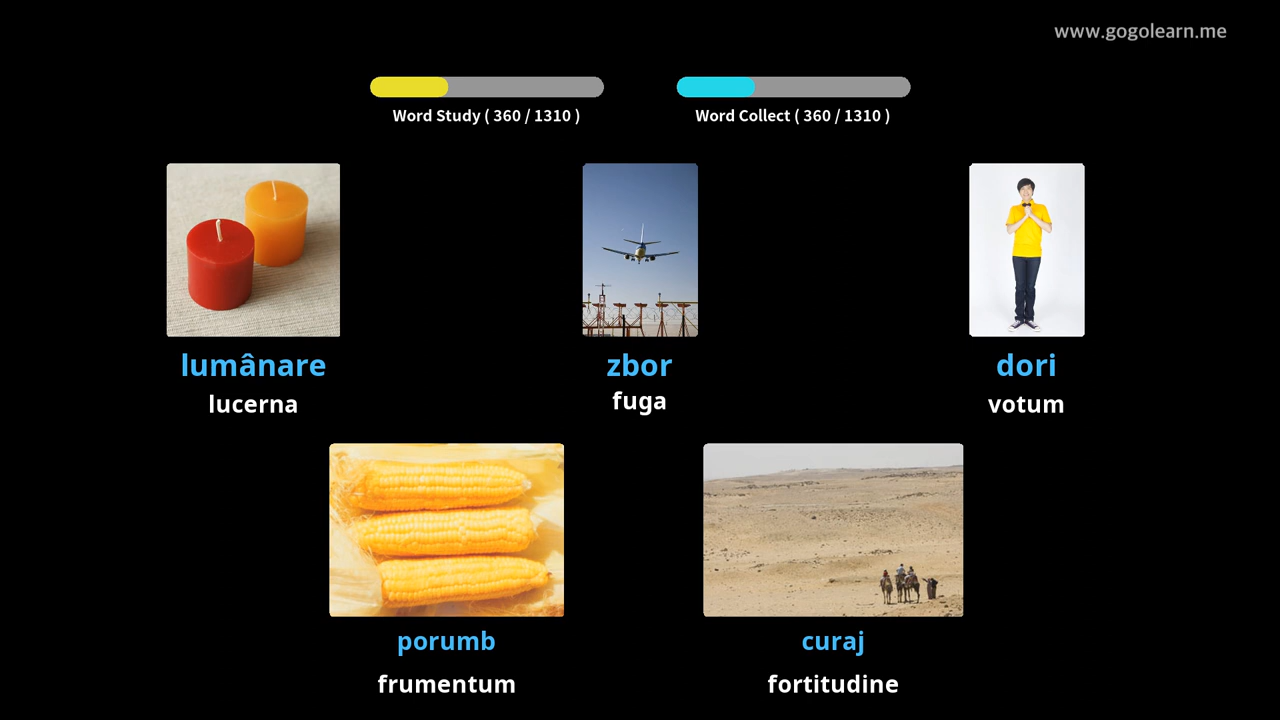 www.gogolearn.me
Word Study ( 360 / 1310 )
Word Collect ( 360 / 1310 )
lumânare
zbor
dori
lucerna
fuga
votum
porumb
curaj
frumentum
fortitudine